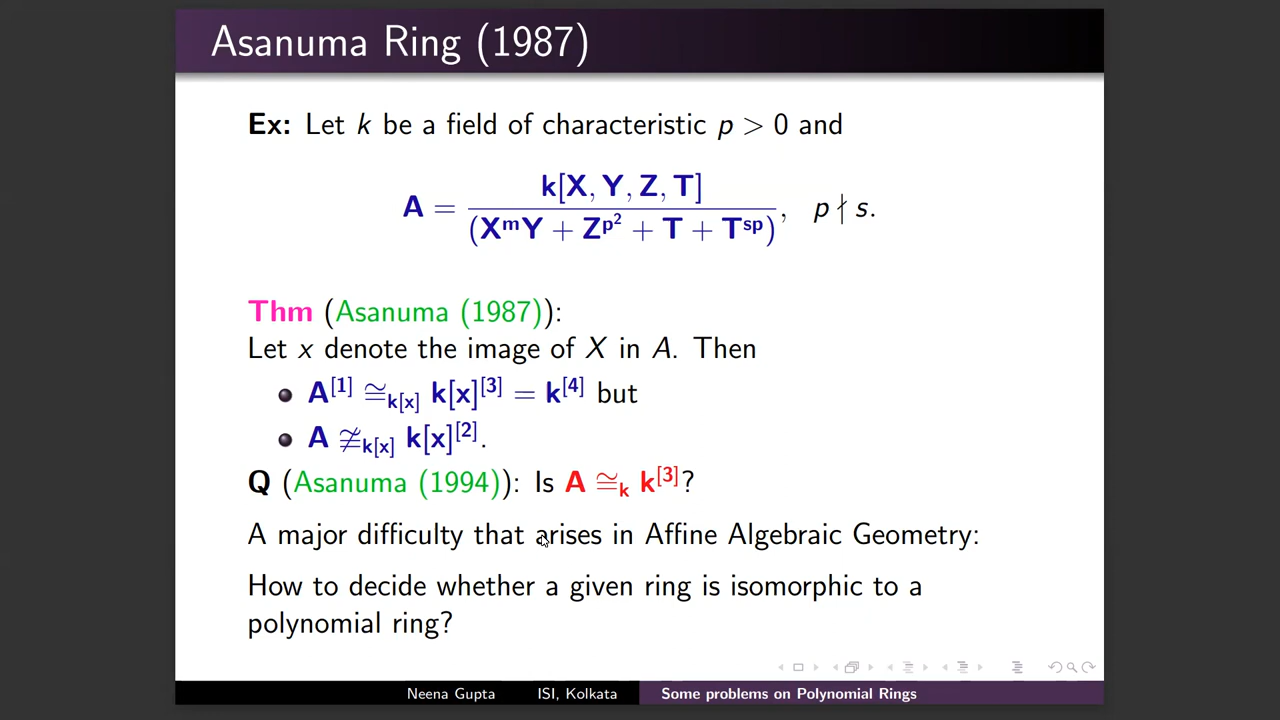 Asanuma Ring (1987)
Ex: Let k be a field of characteristic p > 0 and
A = k[X, Y, Z, T] / (X^m Y + Z^{p^2} + T + T^{sp}), p ∤ s.
Thm (Asanuma (1987)):
Let x denote the image of X in A. Then
A^{[1]} ≅_{k[x]} k[x]^{[3]} = k^{[4]} but
A ≇_{k[x]} k[x]^{[2]}.
Q (Asanuma (1994)): Is A ≅_k k^{[3]}?
A major difficulty that arises in Affine Algebraic Geometry:
How to decide whether a given ring is isomorphic to a
polynomial ring?
Neena Gupta ISI, Kolkata Some problems on Polynomial Rings